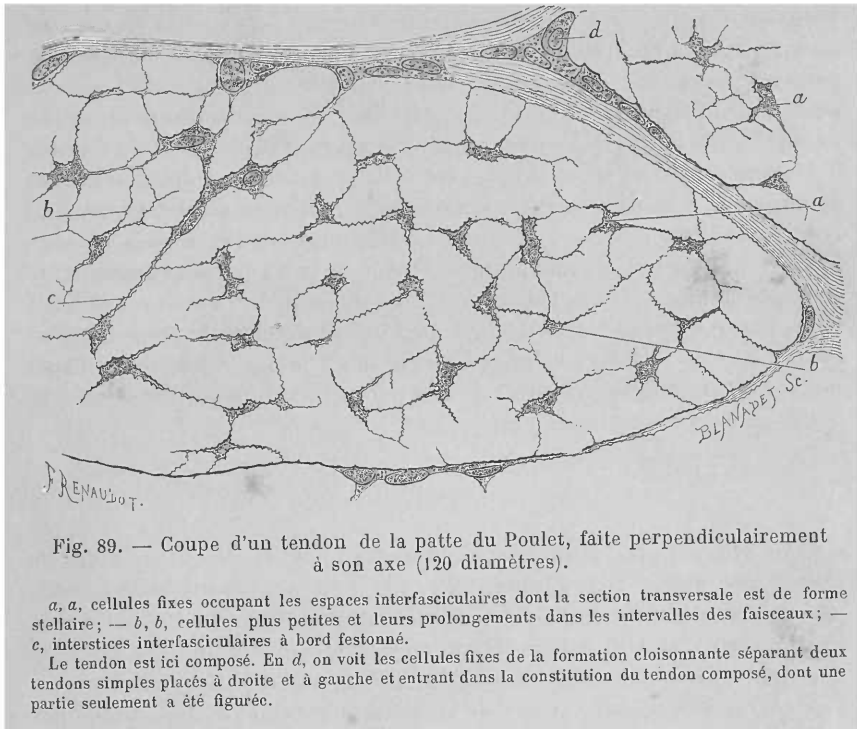 d
a
b
a
c
b
BLANADET. Sc.
F RENAUDOT.
Fig. 89. — Coupe d'un tendon de la patte du Poulet, faite perpendiculairement
à son axe (120 diamètres).
a, a, cellules fixes occupant les espaces interfasciculaires dont la section transversale est de forme
stellaire; — b, b, cellules plus petites et leurs prolongements dans les intervalles des faisceaux; —
c, interstices interfasciculaires à bord festonné.
Le tendon est ici composé. En d, on voit les cellules fixes de la formation cloisonnée séparant deux
tendons simples placés à droite et à gauche et entrant dans la constitution du tendon composé, dont une
partie seulement a été figurée.